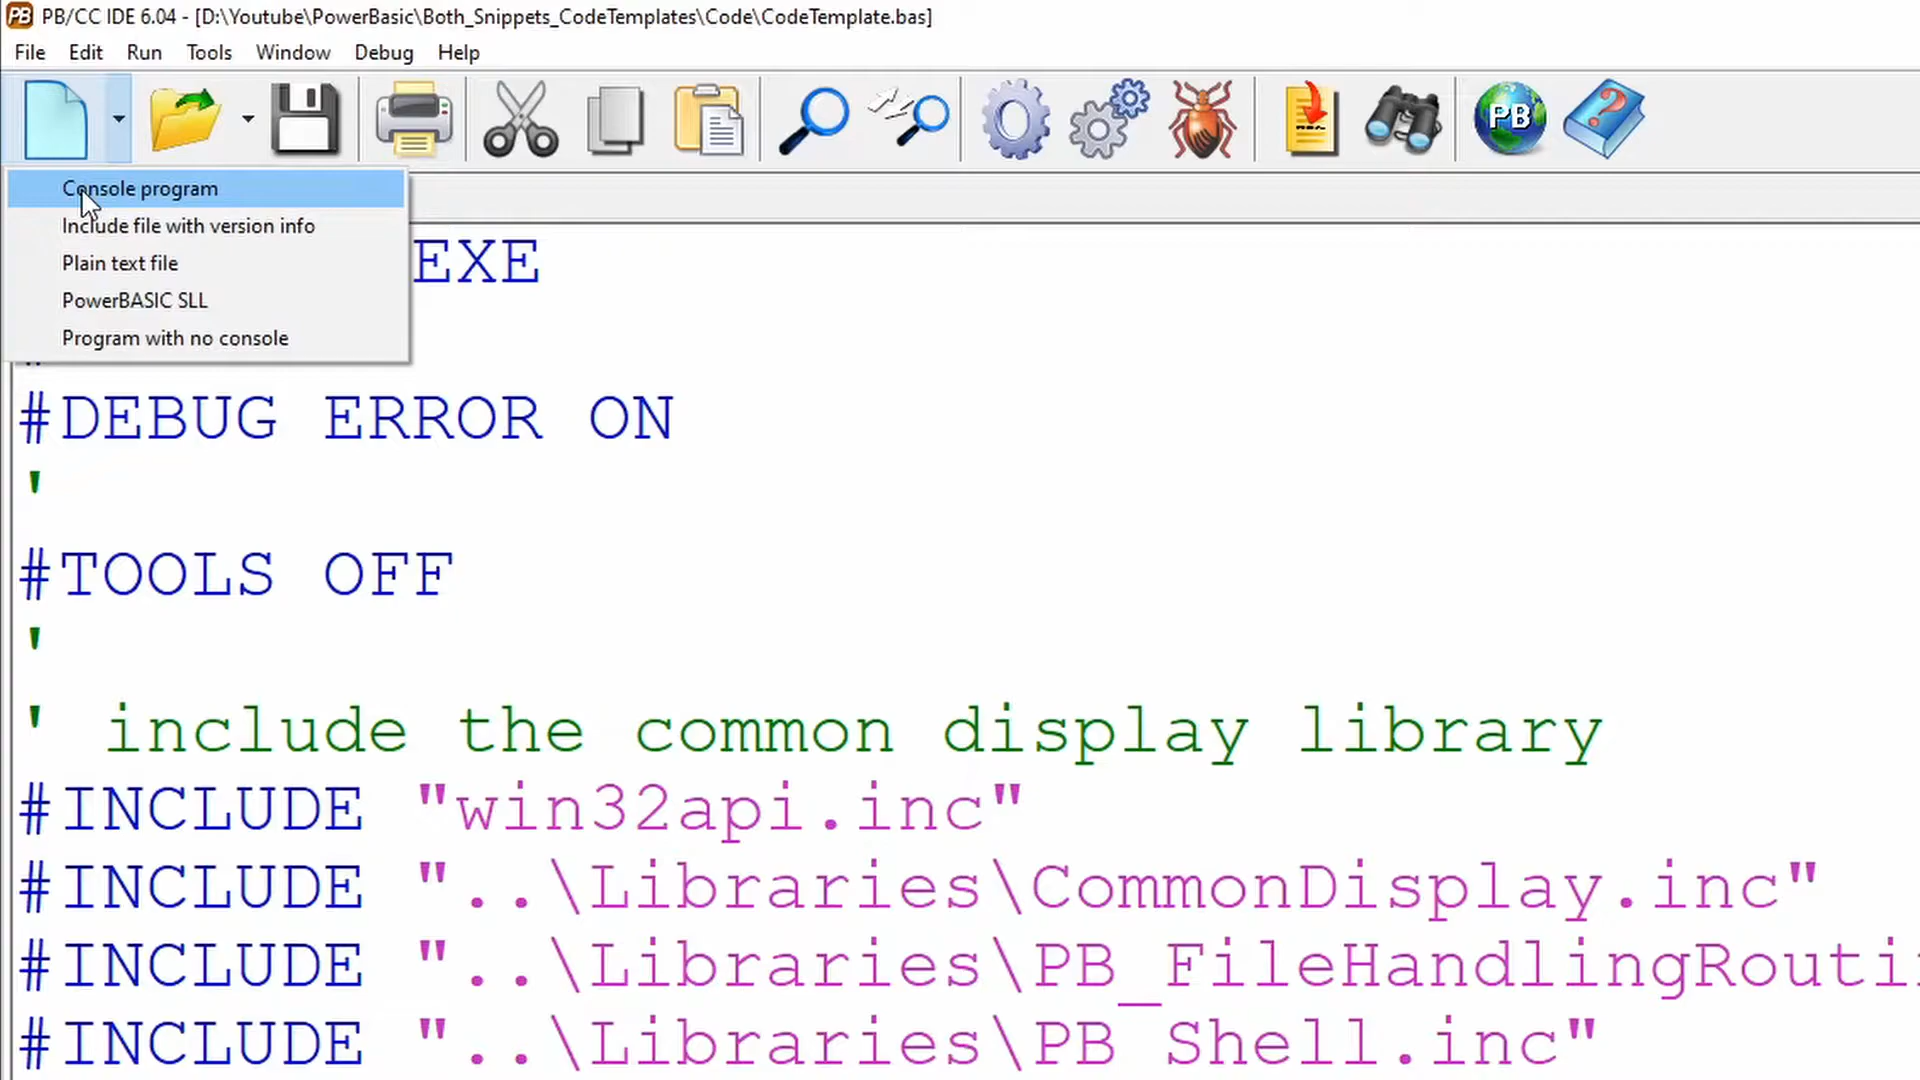 PB/CC IDE 6.04 - [D:\Youtube\PowerBasic\Both_Snippets_CodeTemplates\Code\CodeTemplate.bas]
File Edit Run Tools Window Debug Help
PB
Console program
Include file with version info
Plain text file
PowerBASIC SLL
Program with no console
EXE
#DEBUG ERROR ON
'
#TOOLS OFF
'
' include the common display library
#INCLUDE "win32api.inc"
#INCLUDE "..\Libraries\CommonDisplay.inc"
#INCLUDE "..\Libraries\PB_FileHandlingRouti
#INCLUDE "..\Libraries\PB_Shell.inc"